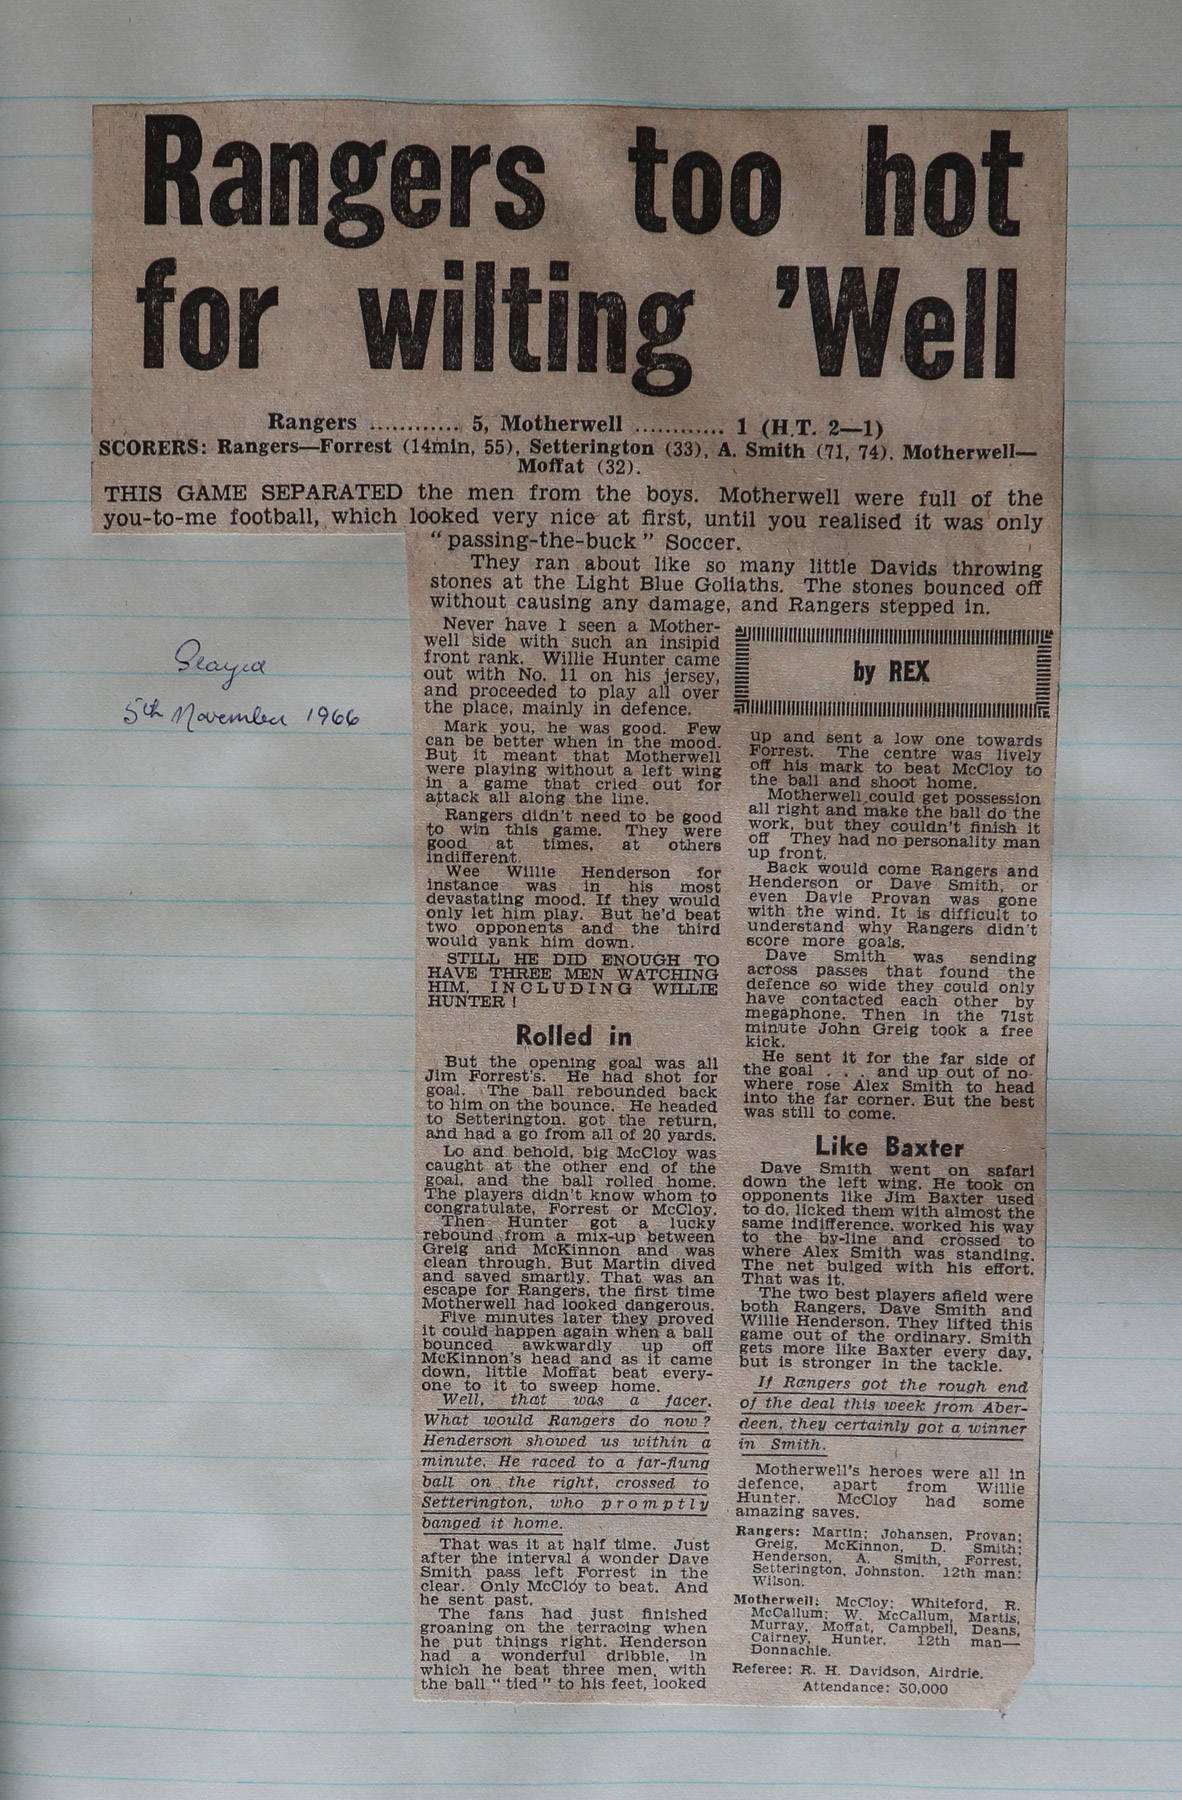 Rangers too hot
for wilting 'Well
Rangers ............ 5, Motherwell ............ 1 (H.T. 2—1)
SCORERS: Rangers—Forrest (14min, 55), Setterington (33), A. Smith (71, 74). Motherwell—
Moffat (32).
THIS GAME SEPARATED the men from the boys. Motherwell were full of the
you-to-me football, which looked very nice at first, until you realised it was only
"passing-the-buck" Soccer.
They ran about like so many little Davids throwing
stones at the Light Blue Goliaths. The stones bounced off
without causing any damage, and Rangers stepped in.
Never have I seen a Mother-
well side with such an insipid
front rank. Willie Hunter came
out with No. 11 on his jersey,
and proceeded to play all over
the place, mainly in defence.
Mark you, he was good. Few
can be better when in the mood.
But it meant that Motherwell
were playing without a left wing
in a game that cried out for
attack all along the line.
Rangers didn't need to be good
to win this game. They were
good at times, at others
indifferent.
Wee Willie Henderson for
instance was in his most
devastating mood. If they would
only let him play. But he'd beat
two opponents and the third
would yank him down.
STILL HE DID ENOUGH TO
HAVE THREE MEN WATCHING
HIM, INCLUDING WILLIE
HUNTER!
Rolled in
But the opening goal was all
Jim Forrest's. He had shot for
goal. The ball rebounded back
to him on the bounce. He headed
to Setterington, got the return,
and had a go from all of 20 yards.
Lo and behold, big McCloy was
caught at the other end of the
goal, and the ball rolled home.
The players didn't know whom to
congratulate, Forrest or McCloy.
Then Hunter got a lucky
rebound from a mix-up between
Greig and McKinnon and was
clean through. But Martin dived
and saved smartly. That was an
escape for Rangers, the first time
Motherwell had looked dangerous.
Five minutes later they proved
it could happen again when a ball
bounced awkwardly up off
McKinnon's head and as it came
down, little Moffat beat every-
one to it to sweep home.
Well, that was a facer.
What would Rangers do now?
Henderson showed us within a
minute. He raced to a far-flung
ball on the right, crossed to
Setterington, who promptly
banged it home.
That was it at half time. Just
after the interval a wonder Dave
Smith pass left Forrest in the
clear. Only McCloy to beat. And
he sent past.
The fans had just finished
groaning on the terracing when
he put things right. Henderson
had a wonderful dribble, in
which he beat three men, with
the ball "tied" to his feet, looked
by REX
up and sent a low one towards
Forrest. The centre was lively
off his mark to beat McCloy to
the ball and shoot home.
Motherwell could get possession
all right and make the ball do the
work, but they couldn't finish it
off They had no personality man
up front.
Back would come Rangers and
Henderson or Dave Smith, or
even Davie Provan was gone
with the wind. It is difficult to
understand why Rangers didn't
score more goals.
Dave Smith was sending
across passes that found the
defence so wide they could only
have contacted each other by
megaphone. Then in the 71st
minute John Greig took a free
kick.
He sent it for the far side of
the goal . . . and up out of no-
where rose Alex Smith to head
into the far corner. But the best
was still to come.
Like Baxter
Dave Smith went on safari
down the left wing. He took on
opponents like Jim Baxter used
to do, licked them with almost the
same indifference, worked his way
to the by-line and crossed to
where Alex Smith was standing.
The net bulged with his effort.
That was it.
The two best players afield were
both Rangers, Dave Smith and
Willie Henderson. They lifted this
game out of the ordinary. Smith
gets more like Baxter every day,
but is stronger in the tackle.
If Rangers got the rough end
of the deal this week from Aber-
deen, they certainly got a winner
in Smith.
Motherwell's heroes were all in
defence, apart from Willie
Hunter. McCloy had some
amazing saves.
Rangers: Martin; Johansen, Provan;
Greig, McKinnon, D. Smith;
Henderson, A. Smith, Forrest,
Setterington, Johnston. 12th man:
Wilson.
Motherwell: McCloy; Whiteford, R.
McCallum; W. McCallum, Martis,
Murray, Moffat, Campbell, Deans,
Cairney, Hunter. 12th man—
Donnachie.
Referee: R. H. Davidson, Airdrie.
Attendance: 30,000
Played
5th November 1966